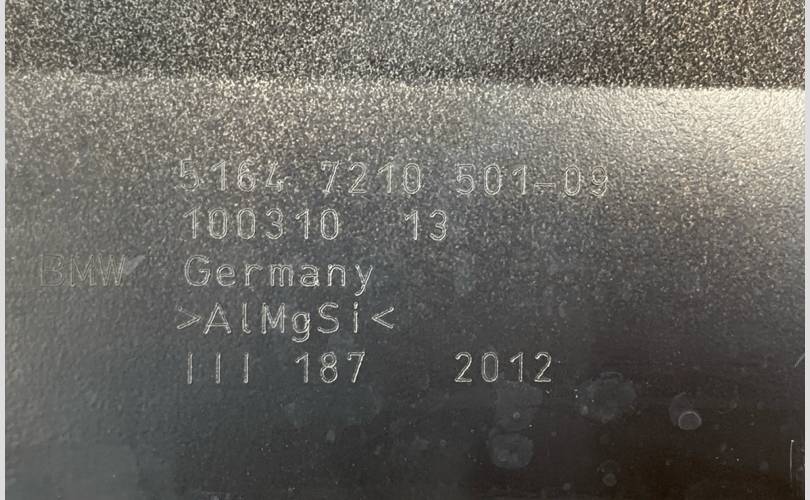 5164 7210 501-09
100310 13
BMW Germany
>AlMgSi<
III 187 2012